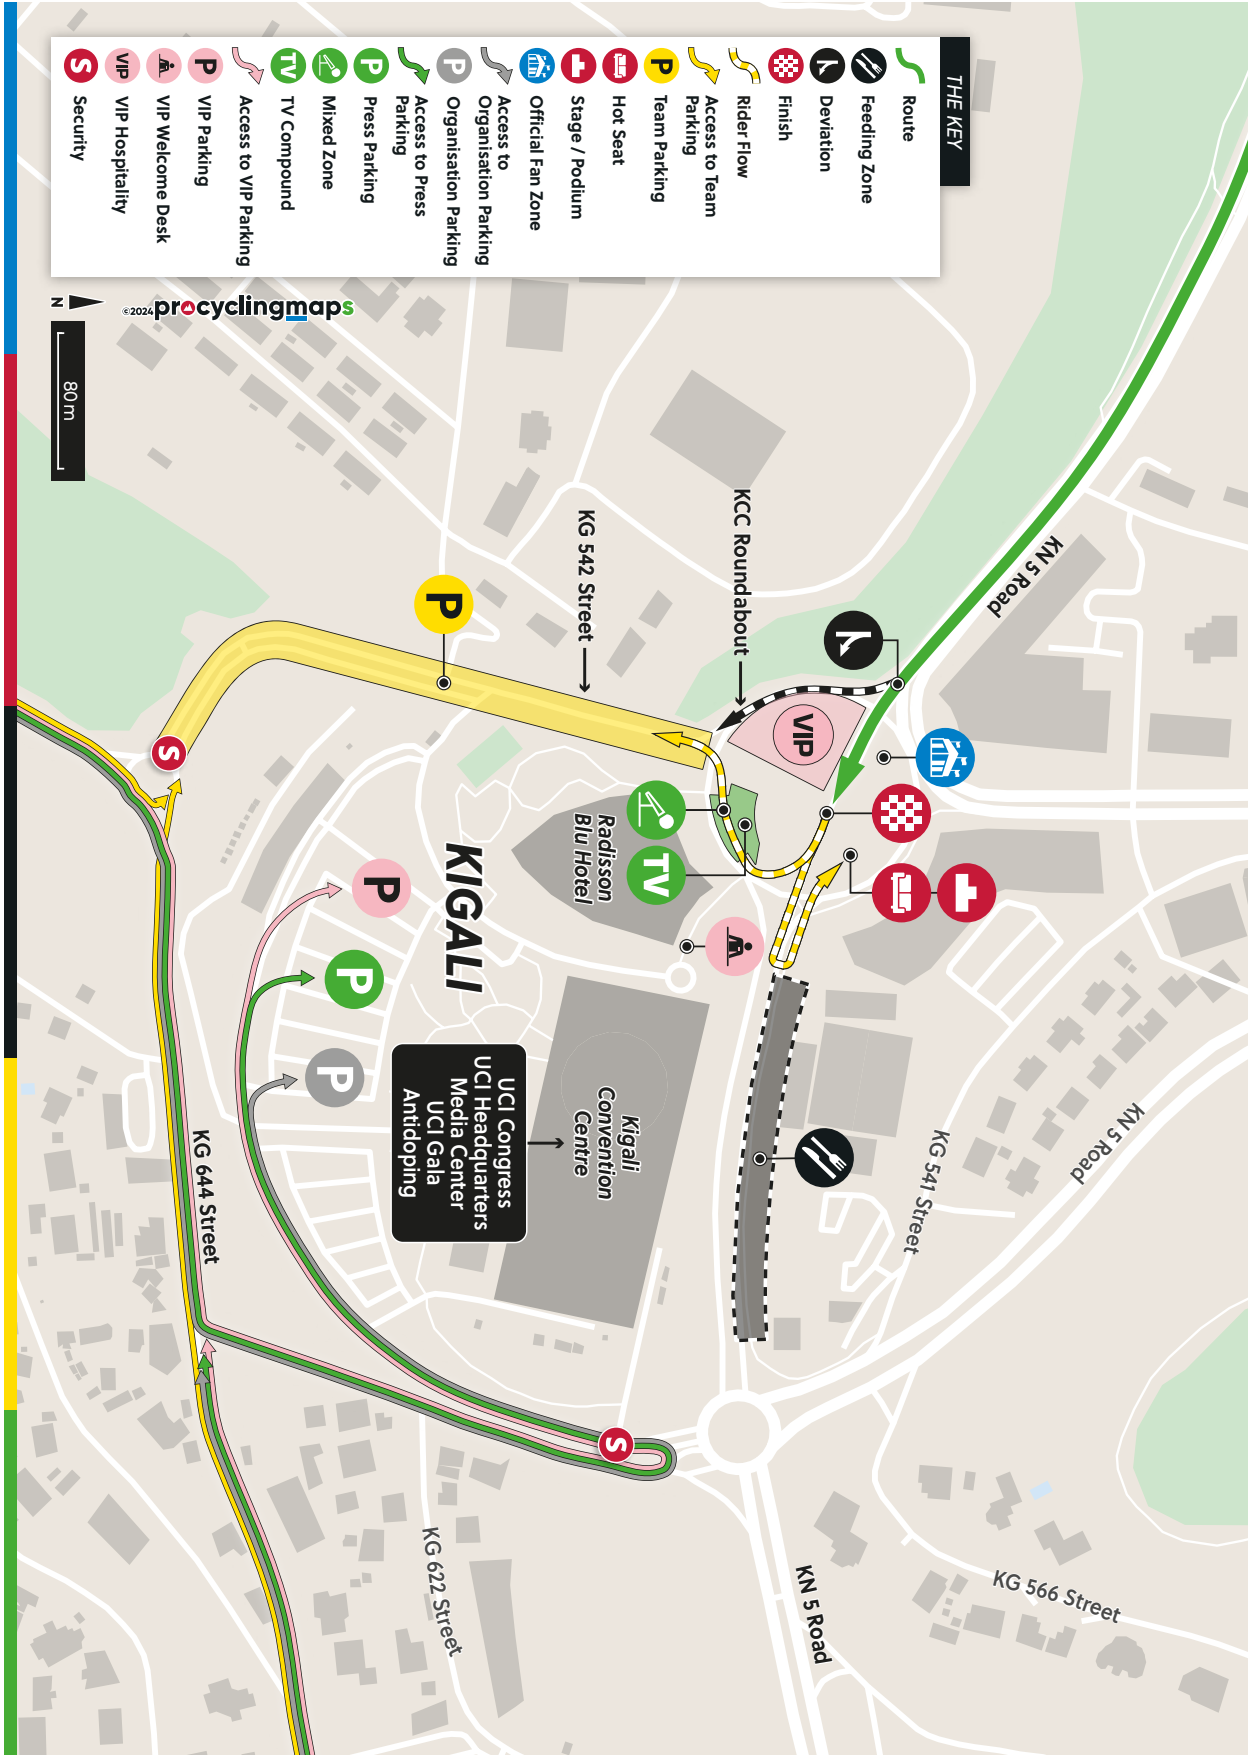 THE KEY
Route
Feeding Zone
Deviation
Finish
Rider Flow
Access to Team
Parking
P
Team Parking
Hot Seat
Stage / Podium
Official Fan Zone
Access to
Organisation Parking
P
Organisation Parking
Access to Press
Parking
P
Press Parking
Mixed Zone
TV
TV Compound
Access to VIP Parking
P
VIP Parking
VIP Welcome Desk
VIP
VIP Hospitality
S
Security
©2024 procyclingmaps
N
80 m
KN 5 Road
KCC Roundabout
KG 542 Street
P
VIP
S
TV
Radisson
Blu Hotel
KIGALI
P
P
P
Kigali
Convention
Centre
UCI Congress
UCI Headquarters
Media Center
UCI Gala
Antidoping
KN 5 Road
KG 541 Street
KG 644 Street
S
KG 622 Street
KN 5 Road
KG 566 Street